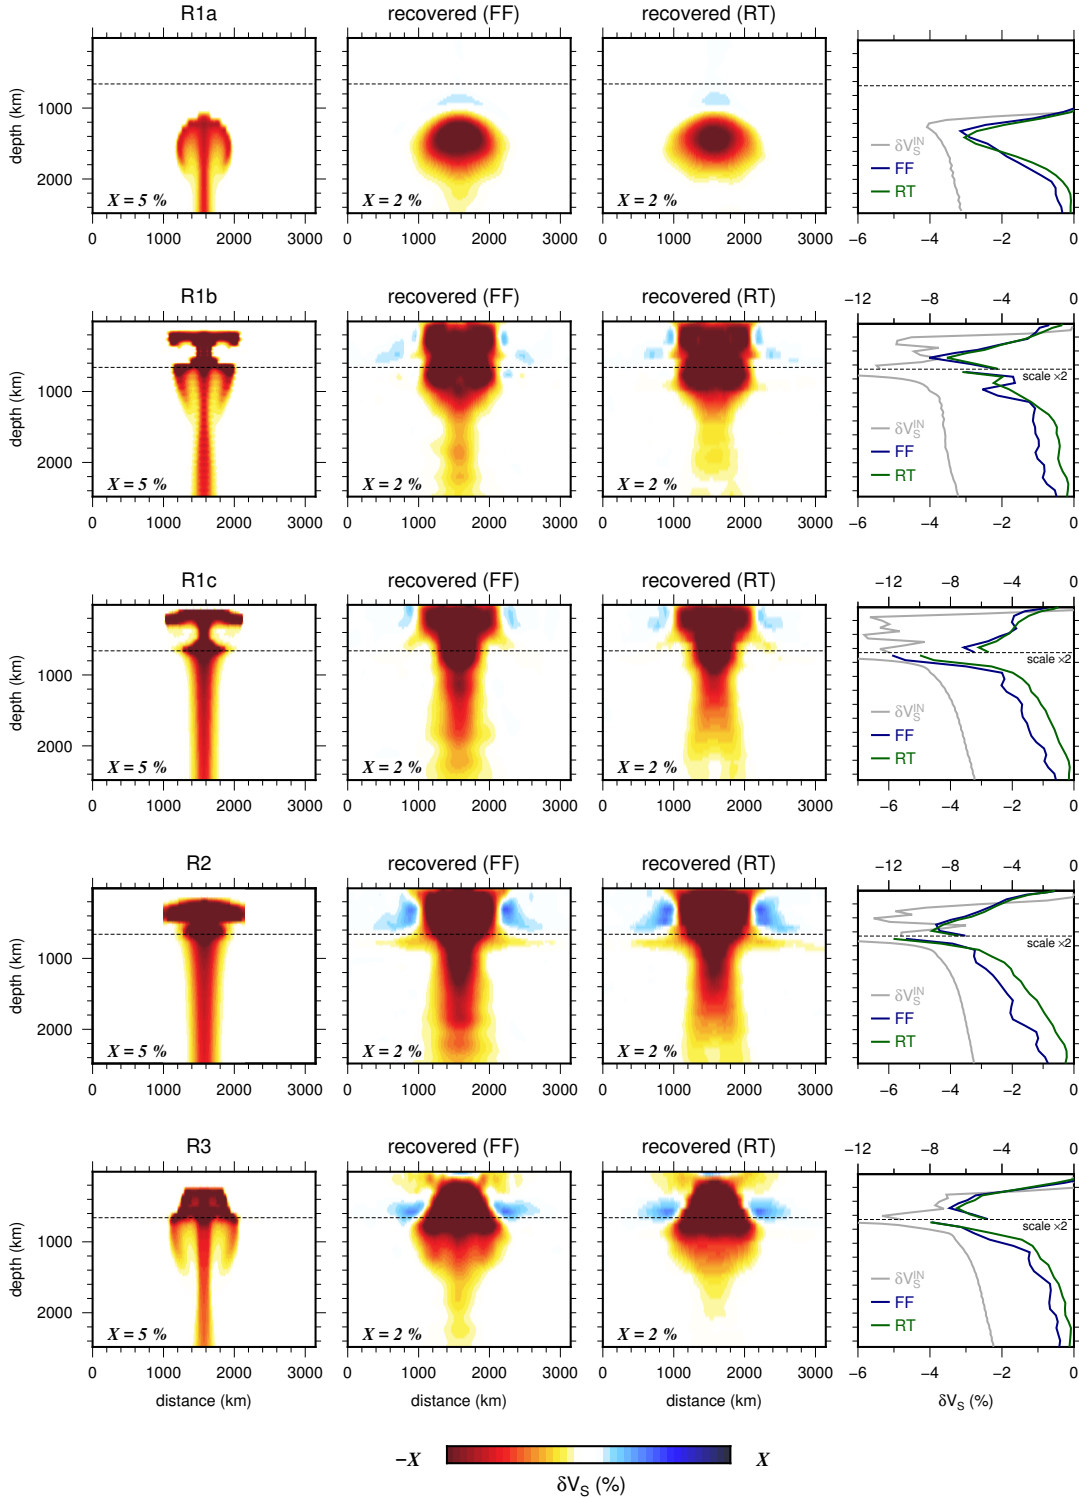 R1a recovered (FF) recovered (RT)
depth (km)
1000
2000
X = 5 % X = 2 % X = 2 %
δV_S^IN
FF
RT
0 1000 2000 3000 0 1000 2000 3000 0 1000 2000 3000 −6 −4 −2 0
R1b recovered (FF) recovered (RT) −12 −8 −4 0
depth (km)
1000
2000
X = 5 % X = 2 % X = 2 %
scale ×2
δV_S^IN
FF
RT
0 1000 2000 3000 0 1000 2000 3000 0 1000 2000 3000 −6 −4 −2 0
R1c recovered (FF) recovered (RT) −12 −8 −4 0
depth (km)
1000
2000
X = 5 % X = 2 % X = 2 %
scale ×2
δV_S^IN
FF
RT
0 1000 2000 3000 0 1000 2000 3000 0 1000 2000 3000 −6 −4 −2 0
R2 recovered (FF) recovered (RT) −12 −8 −4 0
depth (km)
1000
2000
X = 5 % X = 2 % X = 2 %
scale ×2
δV_S^IN
FF
RT
0 1000 2000 3000 0 1000 2000 3000 0 1000 2000 3000 −6 −4 −2 0
R3 recovered (FF) recovered (RT) −12 −8 −4 0
depth (km)
1000
2000
X = 5 % X = 2 % X = 2 %
scale ×2
δV_S^IN
FF
RT
0 1000 2000 3000 0 1000 2000 3000 0 1000 2000 3000 −6 −4 −2 0
distance (km) distance (km) distance (km) δV_S (%)
−X X
δV_S (%)